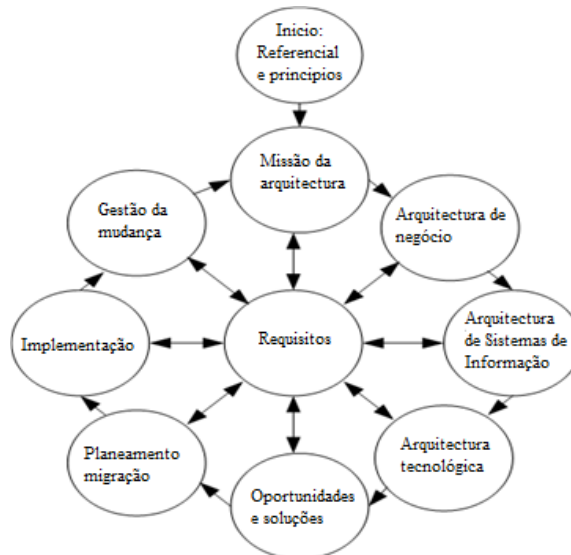 Inicio:
Referencial
e principios
Missão da
arquitectura
Gestão da
mudança
Arquitectura de
negócio
Implementação
Requisitos
Arquitectura
de Sistemas de
Informação
Planeamento
migração
Arquitectura
tecnológica
Oportunidades
e soluções